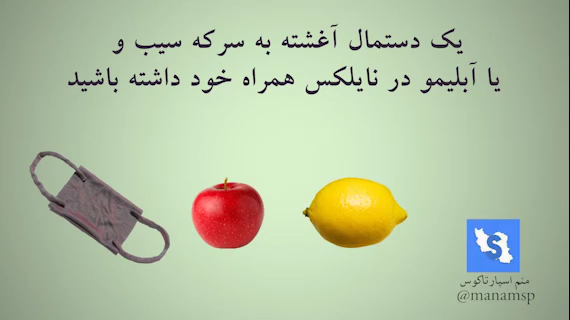 یک دستمال آغشته به سرکه سیب و
یا آبلیمو در نایلکس همراه خود داشته باشید
S
منم اسپارتاکوس
@manamsp